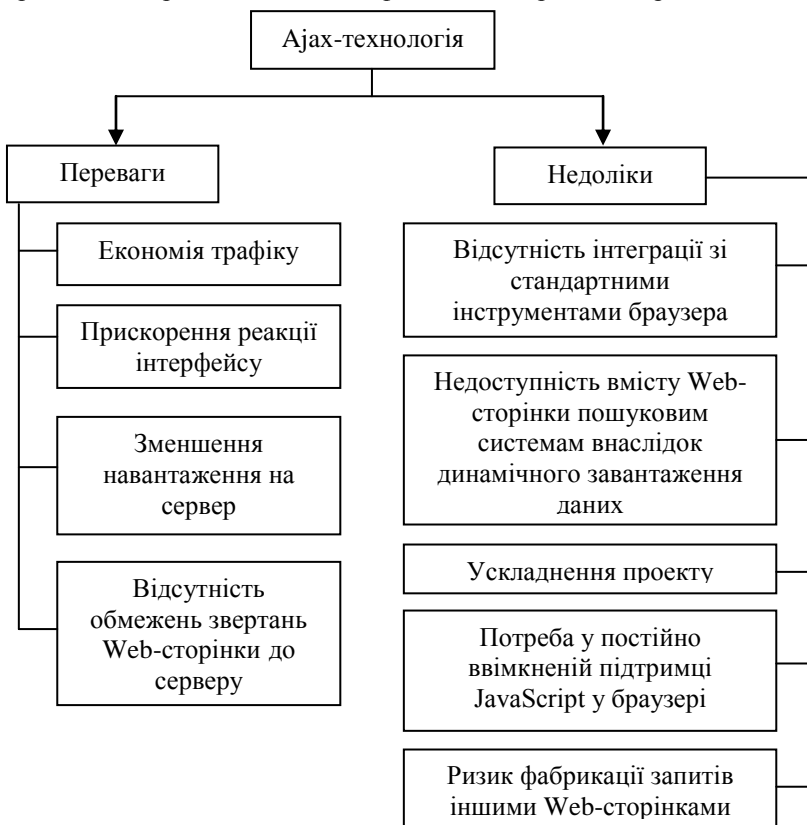 Ajax-технологія
Переваги
Недоліки
Економія трафіку
Прискорення реакції
інтерфейсу
Зменшення
навантаження на
сервер
Відсутність
обмежень звертань
Web-сторінки до
серверу
Відсутність інтеграції зі
стандартними
інструментами браузера
Недоступність вмісту Web-
сторінки пошуковим
системам внаслідок
динамічного завантаження
даних
Ускладнення проекту
Потреба у постійно
ввімкненій підтримці
JavaScript у браузері
Ризик фабрикації запитів
іншими Web-сторінками